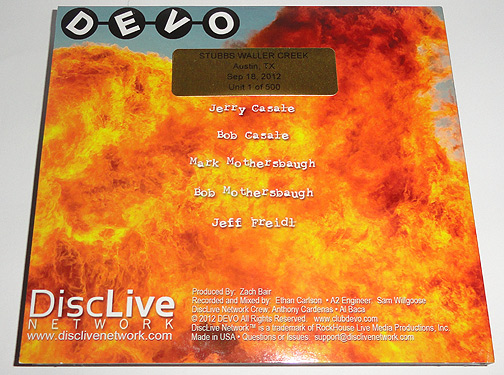 DEVO
STUBBS WALLER CREEK
Austin, TX
Sep 18, 2012
Unit 1 of 500
Jerry Casale
Bob Casale
Mark Mothersbaugh
Bob Mothersbaugh
Jeff Freidl
DiscLive
NETWORK
www.disclivenetwork.com
Produced By: Zach Bair
Recorded and Mixed by: Ethan Carlson • A2 Engineer: Sam Willgoose
DiscLive Network Crew, Anthony Cardenas • Al Baca
© 2012 DEVO All Rights Reserved. www.clubdevo.com
DiscLive Network™ is a trademark of RockHouse Live Media Productions, Inc.
Made in USA • Questions or Issues: support@disclivenetwork.com